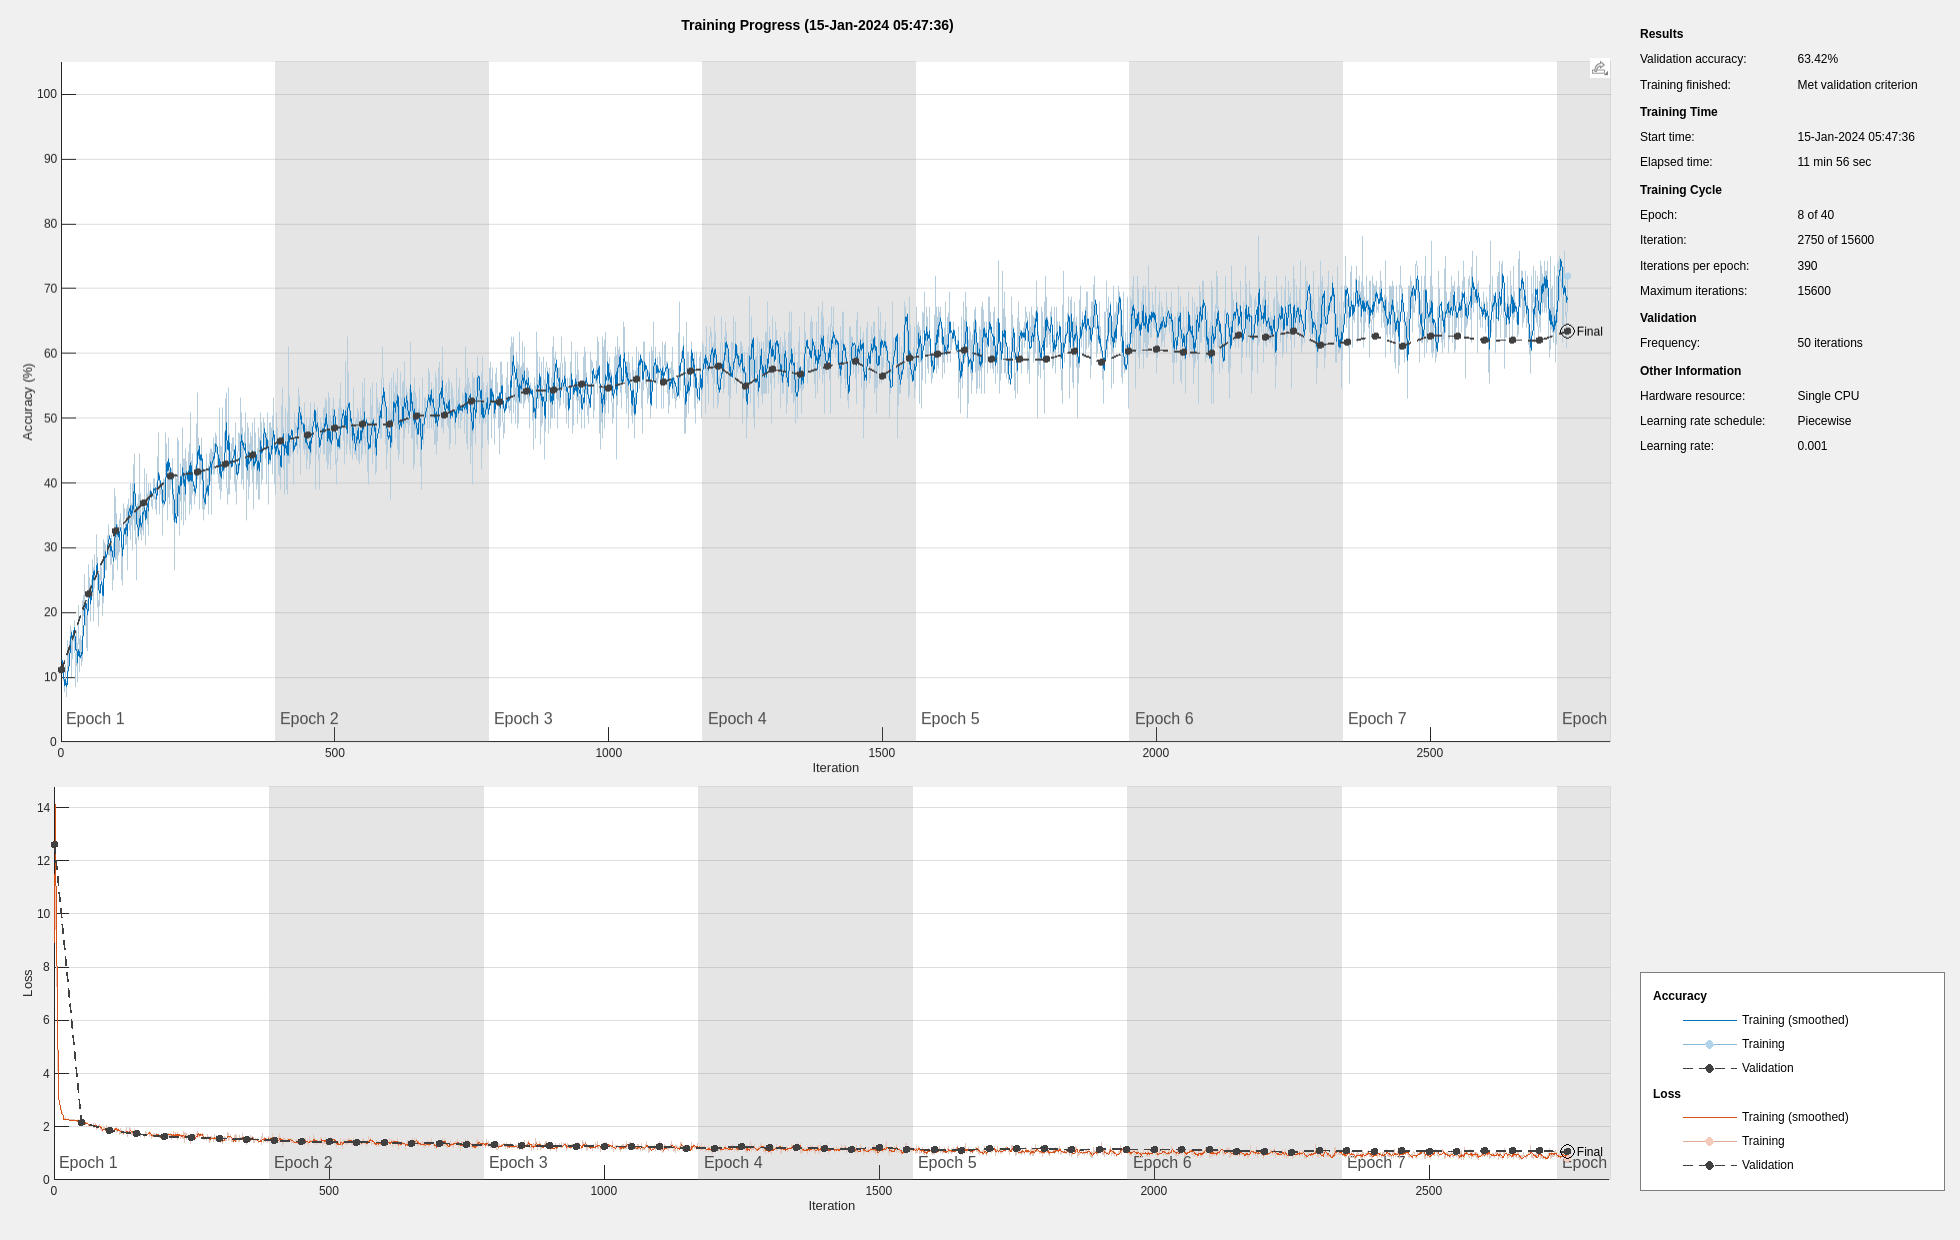 Training Progress (15-Jan-2024 05:47:36)
100
90
80
70
60
50
40
30
20
10
0
Accuracy (%)
Epoch 1
Epoch 2
Epoch 3
Epoch 4
Epoch 5
Epoch 6
Epoch 7
Epoch
Final
0
500
1000
1500
2000
2500
Iteration
14
12
10
8
6
4
2
0
Loss
Epoch 1
Epoch 2
Epoch 3
Epoch 4
Epoch 5
Epoch 6
Epoch 7
Epoch
Final
0
500
1000
1500
2000
2500
Iteration
Results
Validation accuracy: 63.42%
Training finished: Met validation criterion
Training Time
Start time: 15-Jan-2024 05:47:36
Elapsed time: 11 min 56 sec
Training Cycle
Epoch: 8 of 40
Iteration: 2750 of 15600
Iterations per epoch: 390
Maximum iterations: 15600
Validation
Frequency: 50 iterations
Other Information
Hardware resource: Single CPU
Learning rate schedule: Piecewise
Learning rate: 0.001
Accuracy
Training (smoothed)
Training
Validation
Loss
Training (smoothed)
Training
Validation